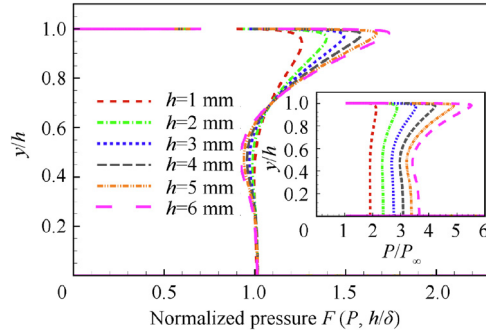 1.0
0.8
0.6
0.4
0.2
y/h
h=1 mm
h=2 mm
h=3 mm
h=4 mm
h=5 mm
h=6 mm
1.0
0.8
0.6
0.4
0.2
0
y/h
1 2 3 4 5 6
P/P∞
0 0.5 1.0 1.5 2.0
Normalized pressure F (P, h/δ)